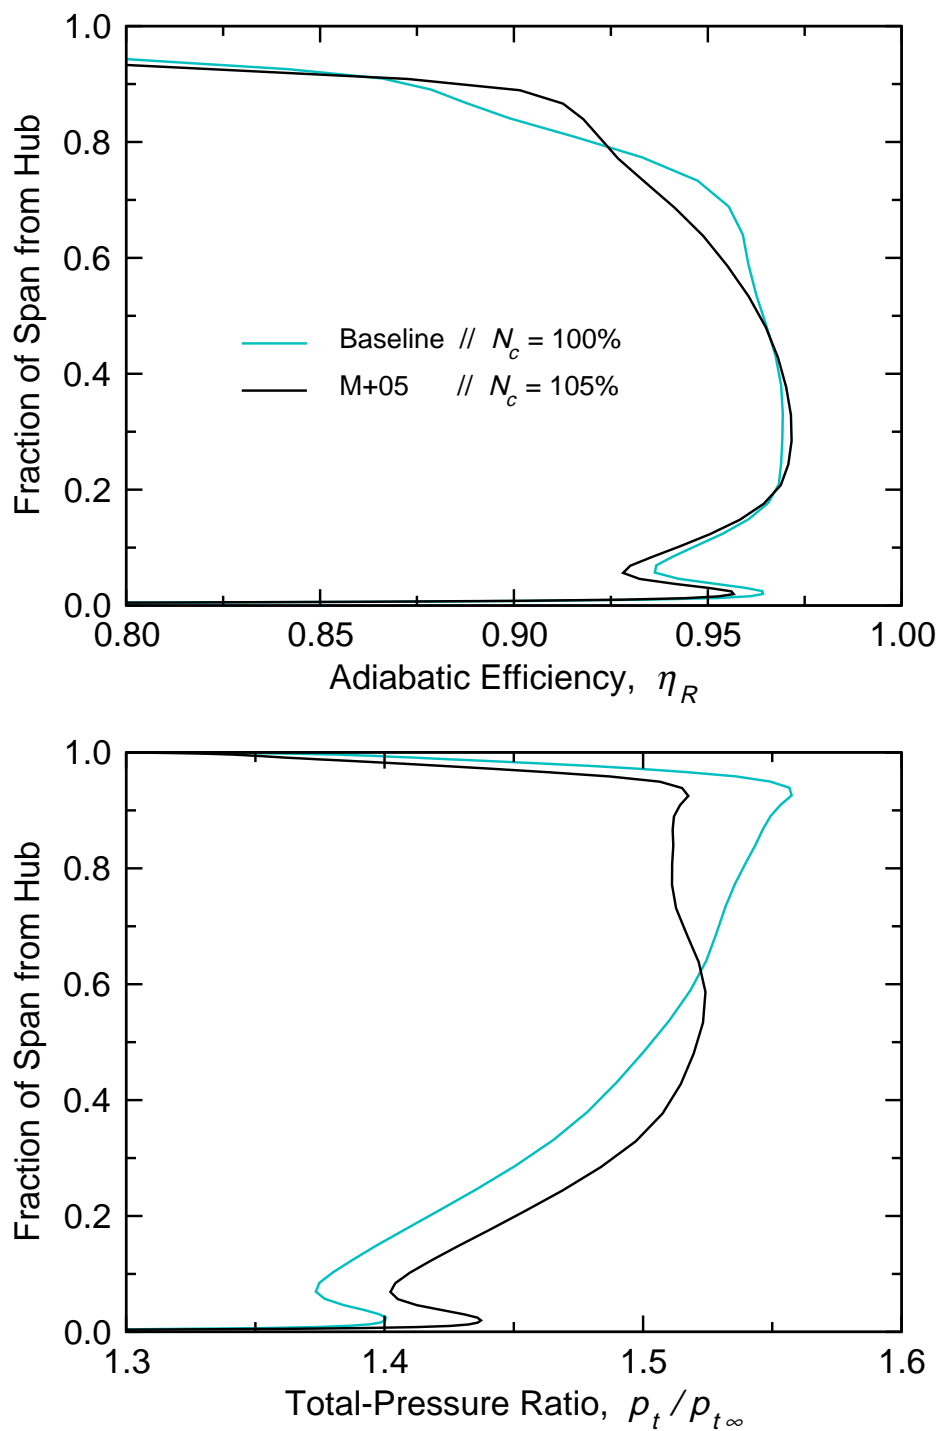 1.0
0.8
0.6
0.4
0.2
0.0
Fraction of Span from Hub
Baseline // N_c = 100%
M+05 // N_c = 105%
0.80 0.85 0.90 0.95 1.00
Adiabatic Efficiency, η_R
1.0
0.8
0.6
0.4
0.2
0.0
Fraction of Span from Hub
1.3 1.4 1.5 1.6
Total-Pressure Ratio, p_t / p_t∞